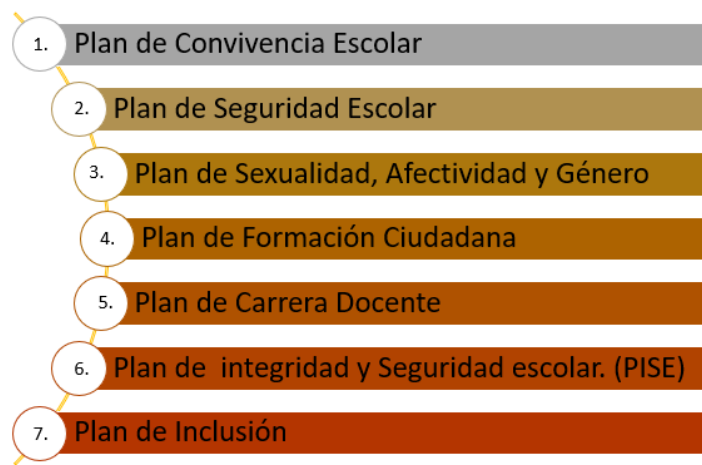 1. Plan de Convivencia Escolar
2. Plan de Seguridad Escolar
3. Plan de Sexualidad, Afectividad y Género
4. Plan de Formación Ciudadana
5. Plan de Carrera Docente
6. Plan de  integridad y Seguridad escolar. (PISE)
7. Plan de Inclusión